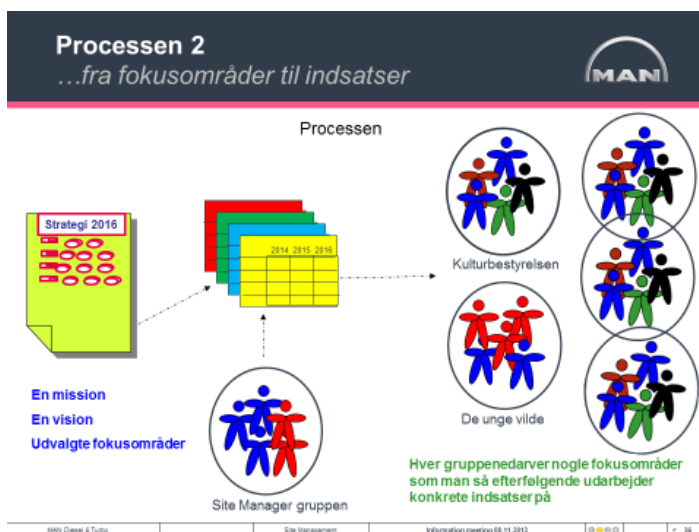 Processen 2
...fra fokusområder til indsatser
MAN
Processen
Strategi 2016
2014 2015 2016
Kulturbestyrelsen
De unge vilde
En mission
En vision
Udvalgte fokusområder
Site Manager gruppen
Hver gruppenedarver nogle fokusområder
som man så efterfølgende udarbejder
konkrete indsatser på
MAN Diesel & Turbo
Site Management
Information meeting 08.11.2013
< 36